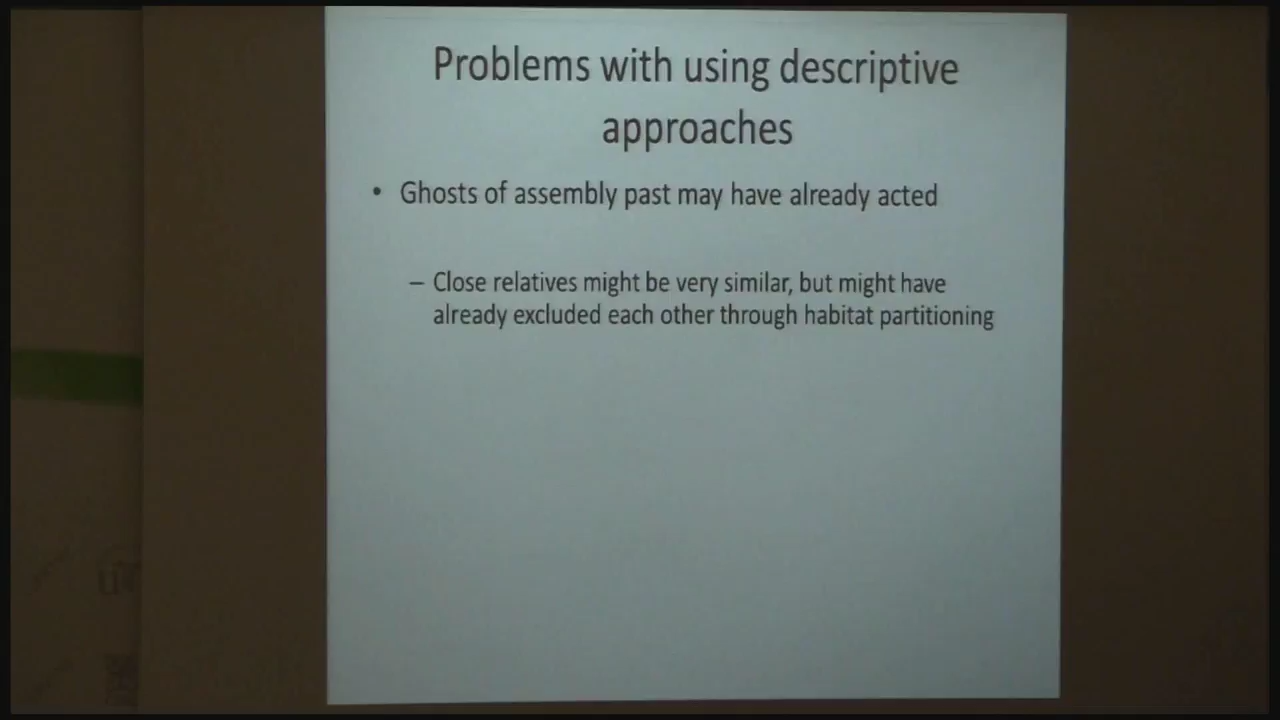 Problems with using descriptive
approaches
• Ghosts of assembly past may have already acted
– Close relatives might be very similar, but might have
already excluded each other through habitat partitioning